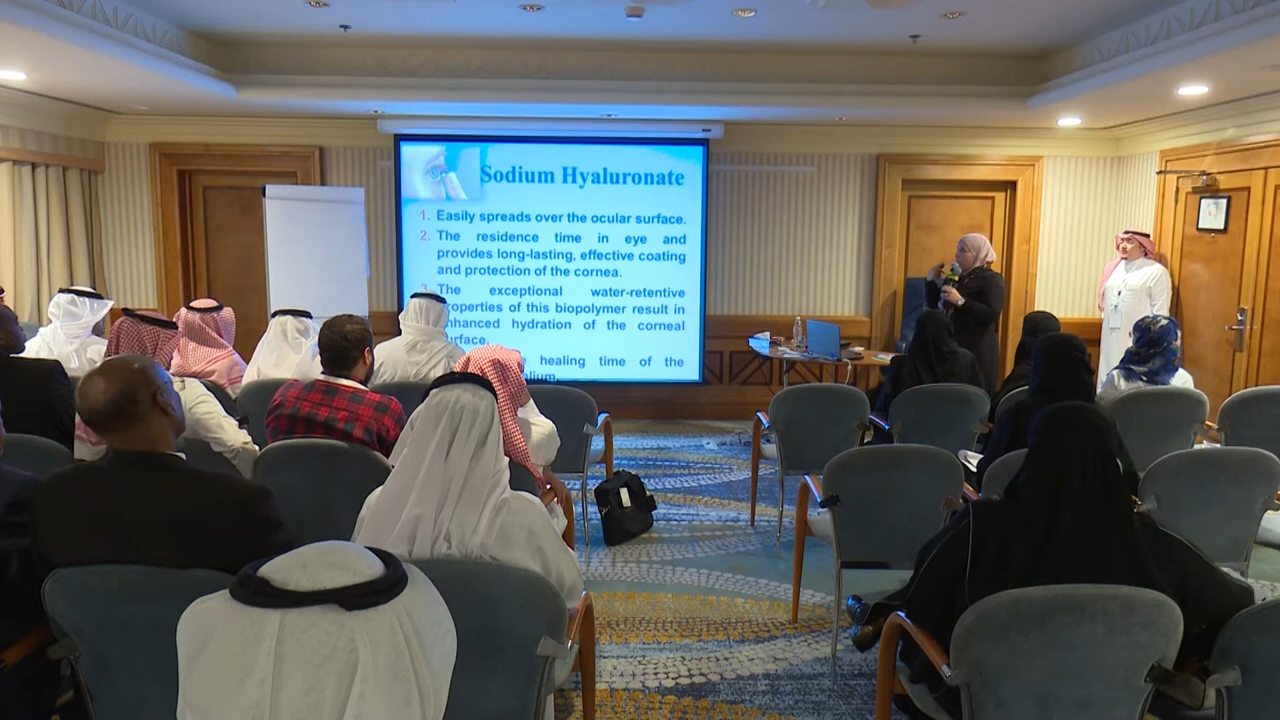 Sodium Hyaluronate
1. Easily spreads over the ocular surface.
2. The residence time in eye and
provides long-lasting, effective coating
and protection of the cornea.
The exceptional water-retentive
properties of this biopolymer result in
enhanced hydration of the corneal
surface.
healing time of the